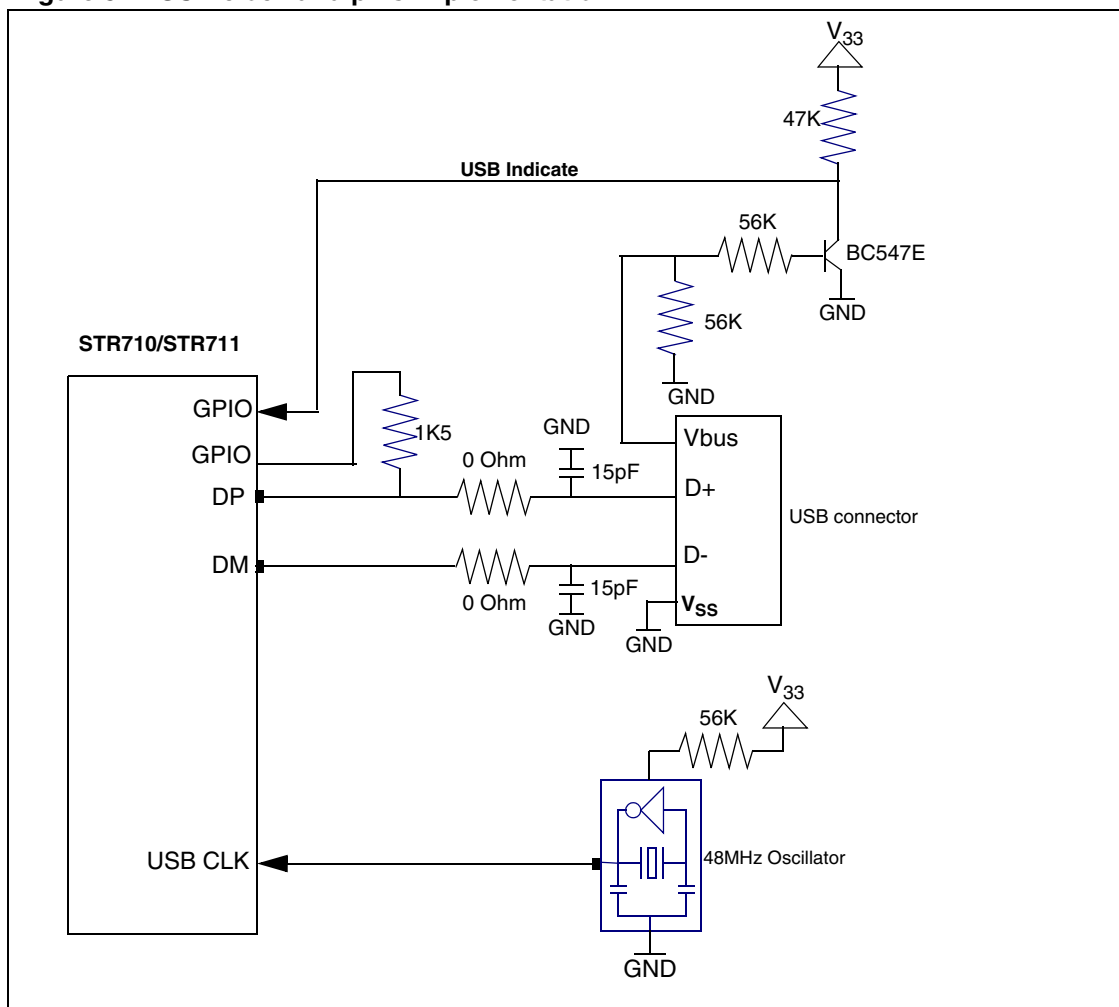 V33
47K
USB Indicate
56K
BC547E
GND
56K
STR710/STR711
GND
GPIO
GPIO
1K5
GND
Vbus
0 Ohm
15pF
D+
DP
USB connector
D-
DM
15pF
0 Ohm
VSS
GND
GND
V33
56K
USB CLK
48MHz Oscillator
GND